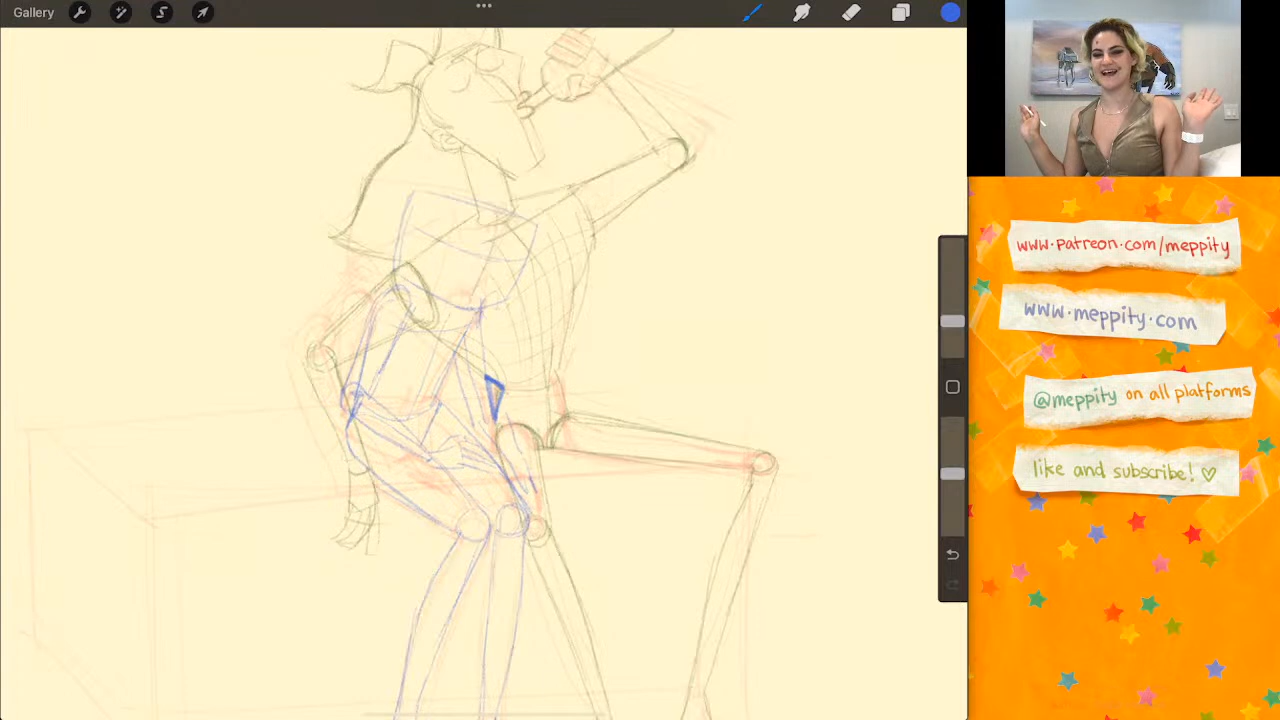 Gallery
www.patreon.com/meppity
www.meppity.com
@meppity on all platforms
like and subscribe! ♡